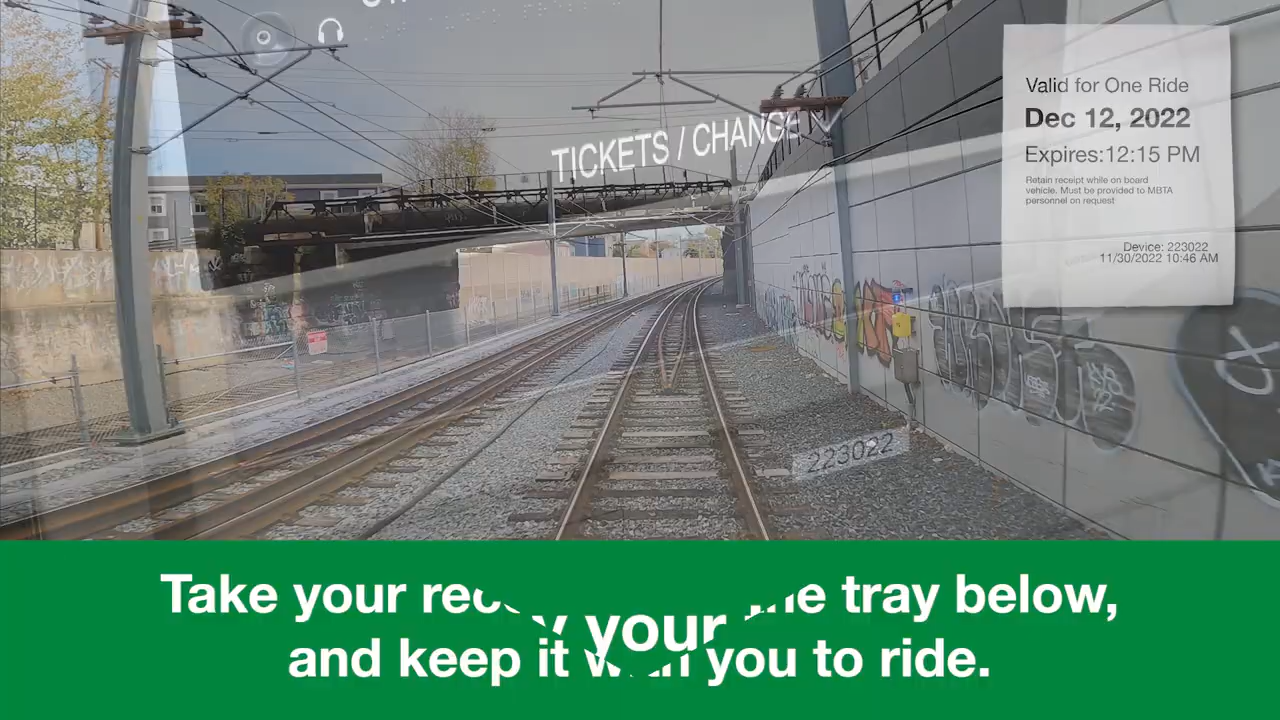 TICKETS / CHANGE
Valid for One Ride
Dec 12, 2022
Expires:12:15 PM
Retain receipt while on board
vehicle. Must be provided to MBTA
personnel on request
Device: 223022
11/30/2022 10:46 AM
223022
Take your the tray below,
your
and keep it with you to ride.